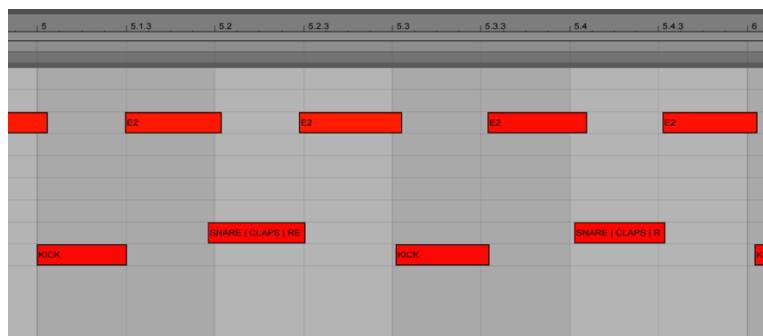 5 5.1.3 5.2 5.2.3 5.3 5.3.3 5.4 5.4.3 6
E2 E2 E2 E2
SNARE | CLAPS | RE SNARE | CLAPS | R
KICK KICK K